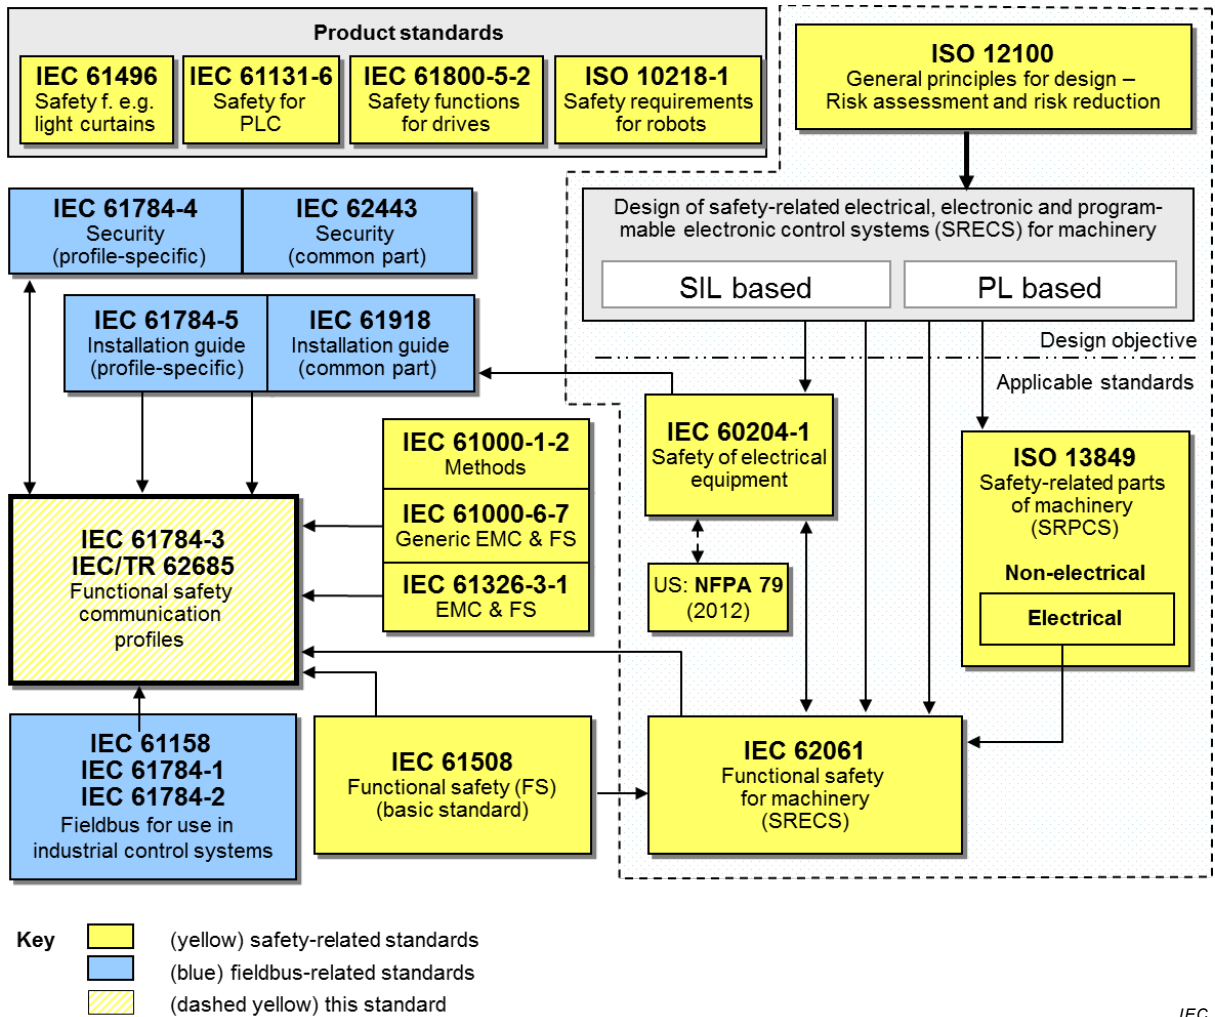 Product standards
IEC 61496
Safety f. e.g.
light curtains
IEC 61131-6
Safety for
PLC
IEC 61800-5-2
Safety functions
for drives
ISO 10218-1
Safety requirements
for robots
ISO 12100
General principles for design –
Risk assessment and risk reduction
IEC 61784-4
Security
(profile-specific)
IEC 62443
Security
(common part)
Design of safety-related electrical, electronic and program-
mable electronic control systems (SRECS) for machinery
SIL based
PL based
IEC 61784-5
Installation guide
(profile-specific)
IEC 61918
Installation guide
(common part)
Design objective
Applicable standards
IEC 61000-1-2
Methods
IEC 61000-6-7
Generic EMC & FS
IEC 61326-3-1
EMC & FS
IEC 60204-1
Safety of electrical
equipment
US: NFPA 79
(2012)
ISO 13849
Safety-related parts
of machinery
(SRPCS)
Non-electrical
Electrical
IEC 61784-3
IEC/TR 62685
Functional safety
communication
profiles
IEC 61158
IEC 61784-1
IEC 61784-2
Fieldbus for use in
industrial control systems
IEC 61508
Functional safety (FS)
(basic standard)
IEC 62061
Functional safety
for machinery
(SRECS)
Key
(yellow) safety-related standards
(blue) fieldbus-related standards
(dashed yellow) this standard
IEC